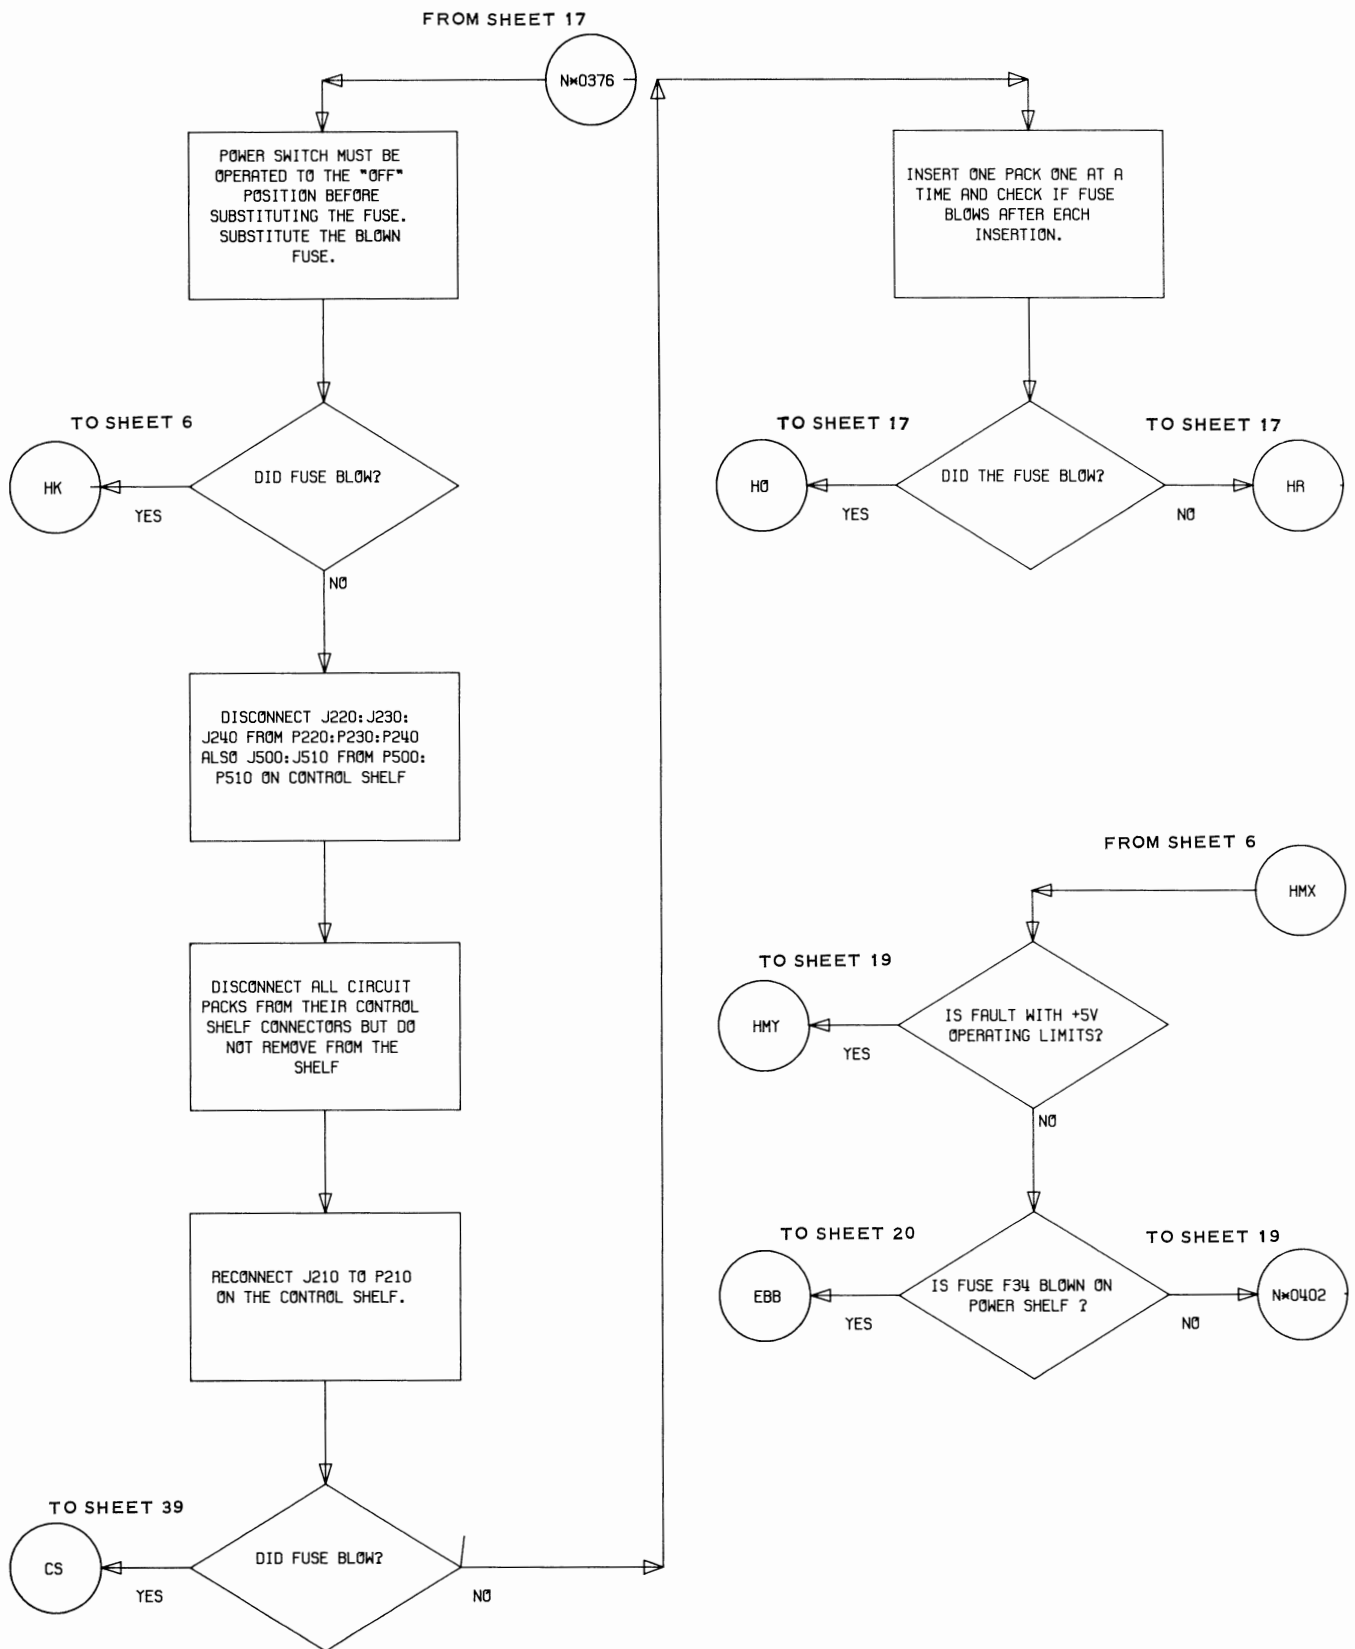 FROM SHEET 17
N*0376
POWER SWITCH MUST BE
OPERATED TO THE "OFF"
POSITION BEFORE
SUBSTITUTING THE FUSE.
SUBSTITUTE THE BLOWN
FUSE.
TO SHEET 6
HK
YES
DID FUSE BLOW?
NO
DISCONNECT J220:J230:
J240 FROM P220:P230:P240
ALSO J500:J510 FROM P500:
P510 ON CONTROL SHELF
DISCONNECT ALL CIRCUIT
PACKS FROM THEIR CONTROL
SHELF CONNECTORS BUT DO
NOT REMOVE FROM THE
SHELF
RECONNECT J210 TO P210
ON THE CONTROL SHELF.
TO SHEET 39
CS
YES
DID FUSE BLOW?
NO
INSERT ONE PACK ONE AT A
TIME AND CHECK IF FUSE
BLOWS AFTER EACH
INSERTION.
TO SHEET 17
HO
YES
DID THE FUSE BLOW?
TO SHEET 17
NO
HR
FROM SHEET 6
HMX
TO SHEET 19
HMY
YES
IS FAULT WITH +5V
OPERATING LIMITS?
NO
TO SHEET 20
EBB
YES
IS FUSE F34 BLOWN ON
POWER SHELF ?
TO SHEET 19
NO
N*0402